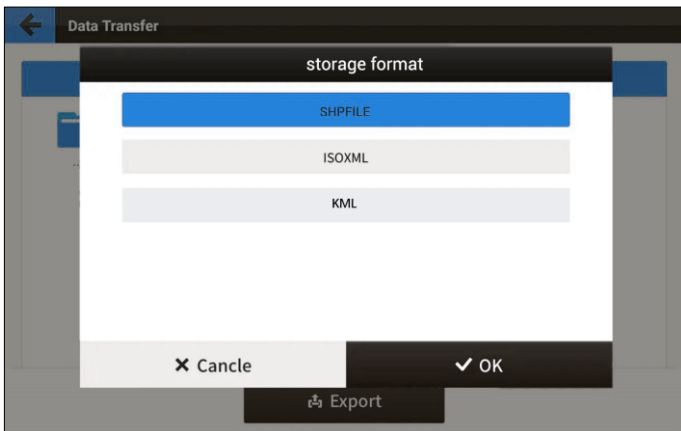 Data Transfer
storage format
SHPFILE
ISOXML
KML
Cancle
OK
Export